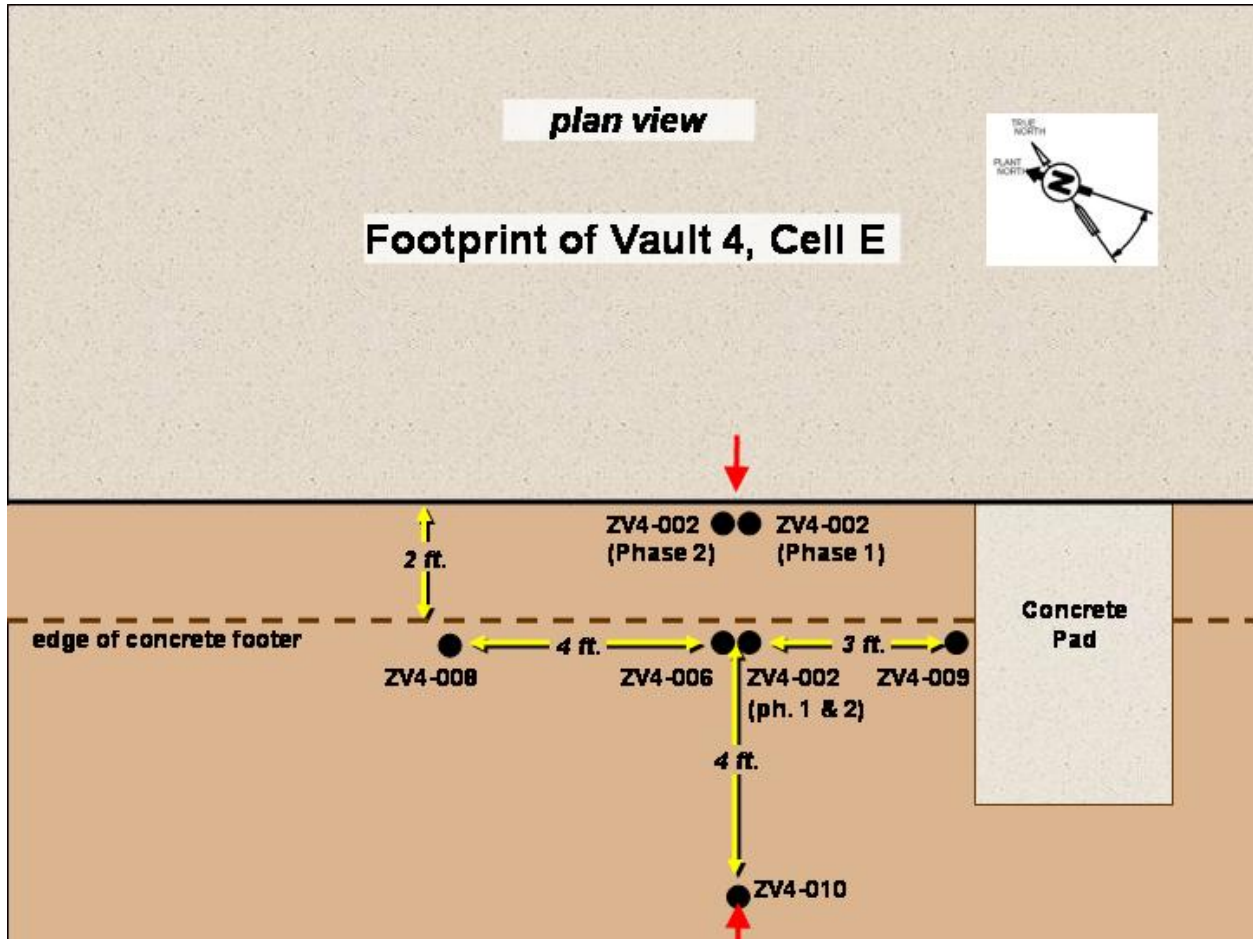 plan view
TRUE
NORTH
PLANT
NORTH
N
Footprint of Vault 4, Cell E
ZV4-002
(Phase 2)
ZV4-002
(Phase 1)
2 ft.
edge of concrete footer
Concrete
Pad
4 ft.
3 ft.
ZV4-008
ZV4-006
ZV4-002
(ph. 1 & 2)
ZV4-009
4 ft.
ZV4-010